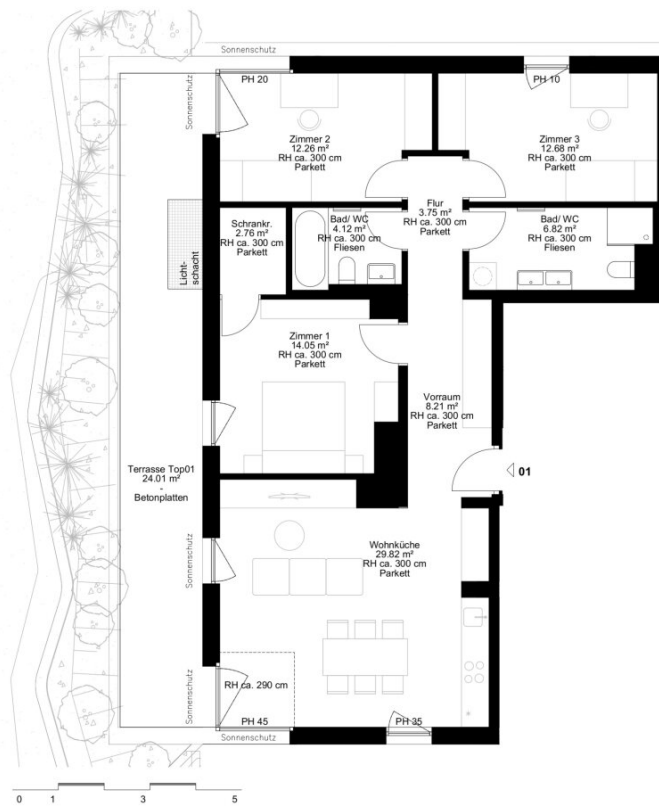 Sonnenschutz
Sonnenschutz
PH 20
PH 10
Zimmer 2
12.26 m²
RH ca. 300 cm
Parkett
Zimmer 3
12.68 m²
RH ca. 300 cm
Parkett
Flur
3.75 m²
RH ca. 300 cm
Parkett
Schrankr.
2.76 m²
RH ca. 300 cm
Parkett
Bad/ WC
4.12 m²
RH ca. 300 cm
Fliesen
Bad/ WC
6.82 m²
RH ca. 300 cm
Fliesen
Licht-
schacht
Zimmer 1
14.05 m²
RH ca. 300 cm
Parkett
Vorraum
8.21 m²
RH ca. 300 cm
Parkett
Terrasse Top01
24.01 m²
-
Betonplatten
01
Sonnenschutz
Wohnküche
29.82 m²
RH ca. 300 cm
Parkett
Sonnenschutz
RH ca. 290 cm
PH 45
PH 35
Sonnenschutz
0 1 3 5